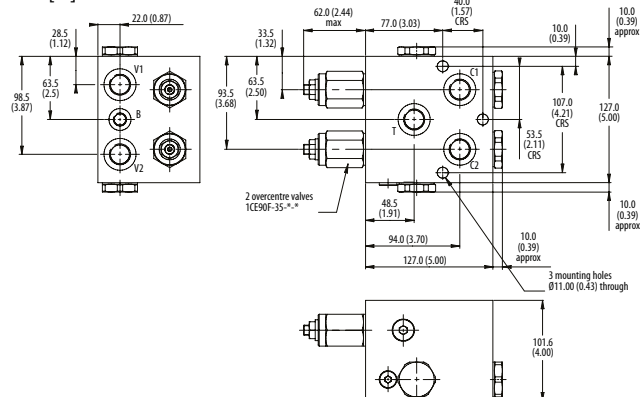 22.0 (0.87)
28.5
(1.12)
63.5
(2.5)
98.5
(3.87)
V1
B
V2
62.0 (2.44)
max
77.0 (3.03)
40.0
(1.57)
CRS
10.0
(0.39)
10.0
(0.39)
approx
33.5
(1.32)
63.5
(2.50)
93.5
(3.68)
C1
T
C2
107.0
(4.21)
CRS
127.0
(5.00)
53.5
(2.11)
CRS
2 overcentre valves
1CE90F-35-*-*
48.5
(1.91)
94.0 (3.70)
127.0 (5.00)
10.0
(0.39)
approx
10.0
(0.39)
approx
3 mounting holes
Ø11.00 (0.43) through
101.6
(4.00)